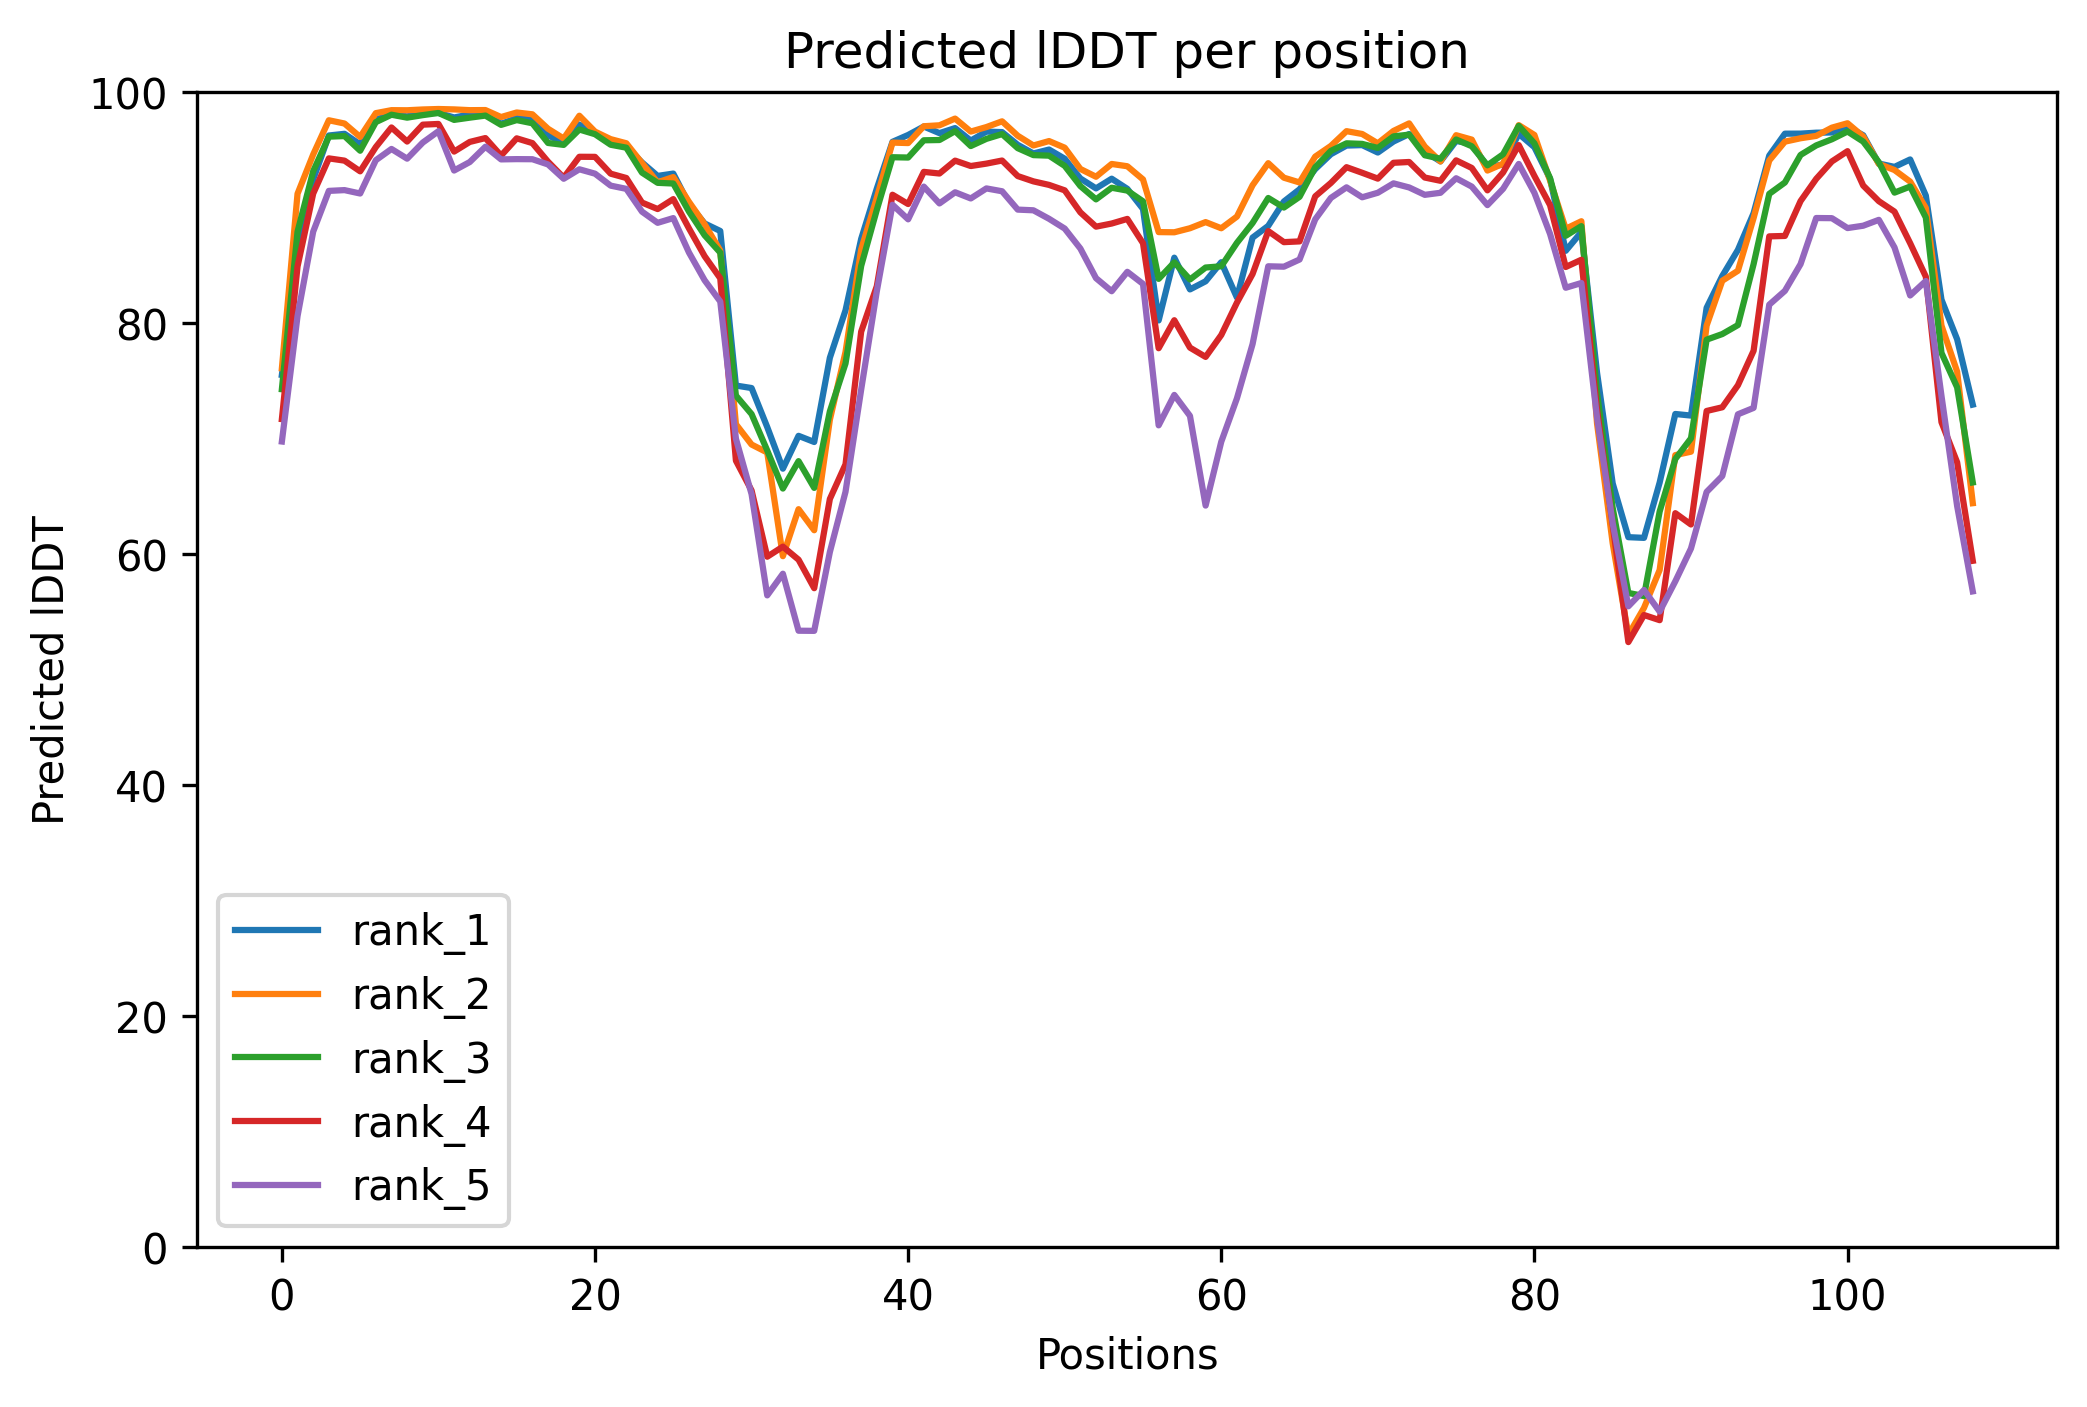 Predicted lDDT per position
Predicted lDDT
100
80
60
40
20
0
rank_1
rank_2
rank_3
rank_4
rank_5
0 20 40 60 80 100
Positions